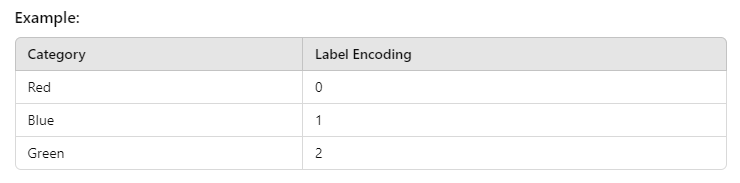 Example:
Category Label Encoding
Red 0
Blue 1
Green 2